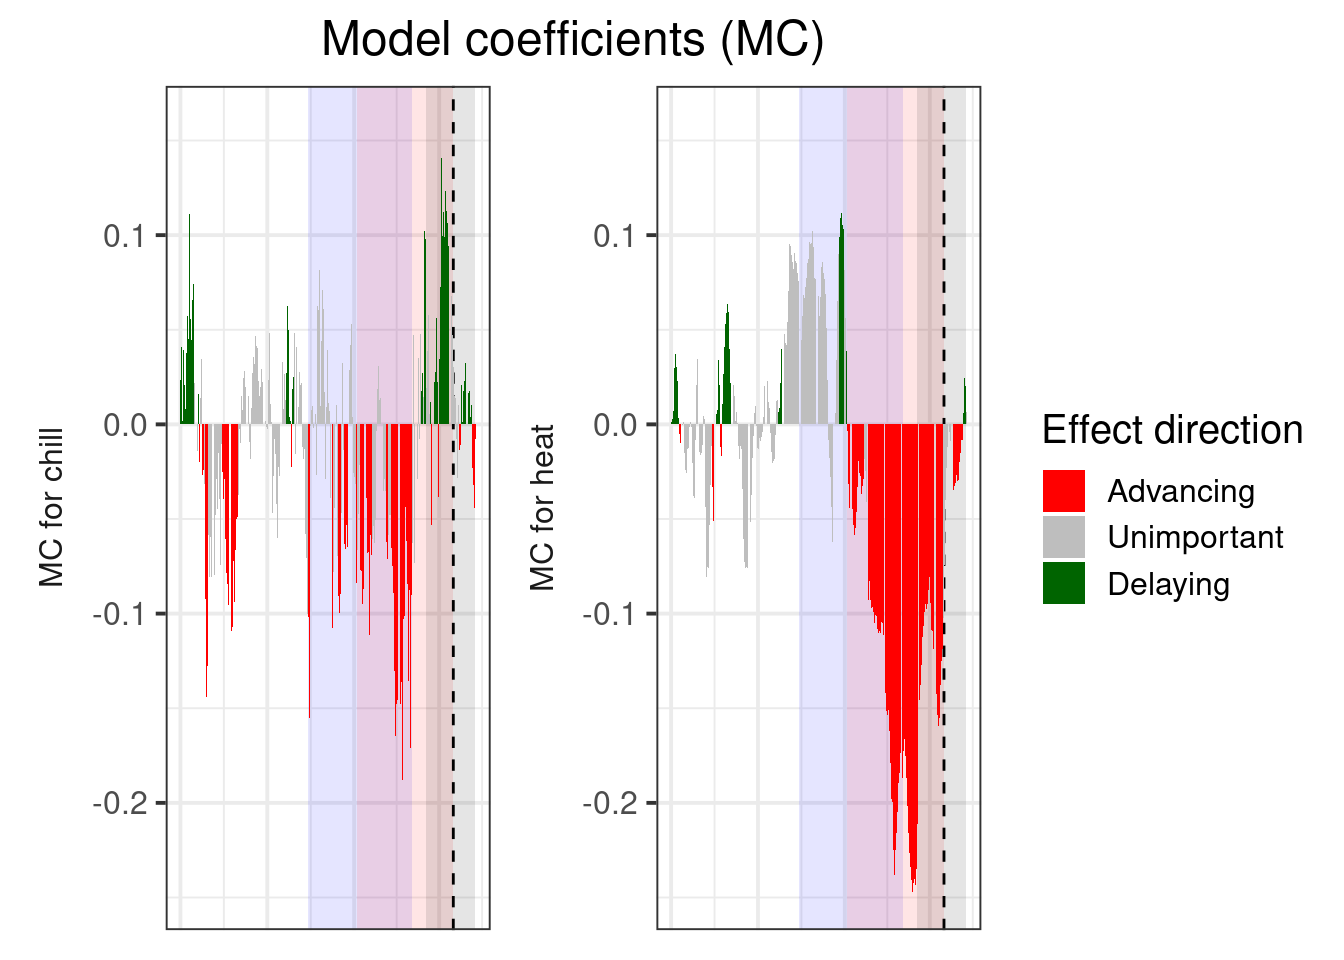 Model coefficients (MC)
MC for chill
0.1
0.0
-0.1
-0.2
MC for heat
0.1
0.0
-0.1
-0.2
Effect direction
Advancing
Unimportant
Delaying